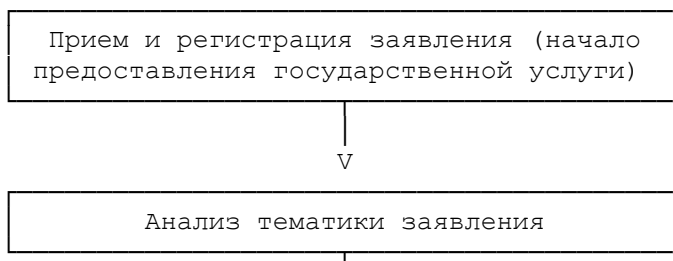 Прием и регистрация заявления (начало
предоставления государственной услуги)
V
Анализ тематики заявления